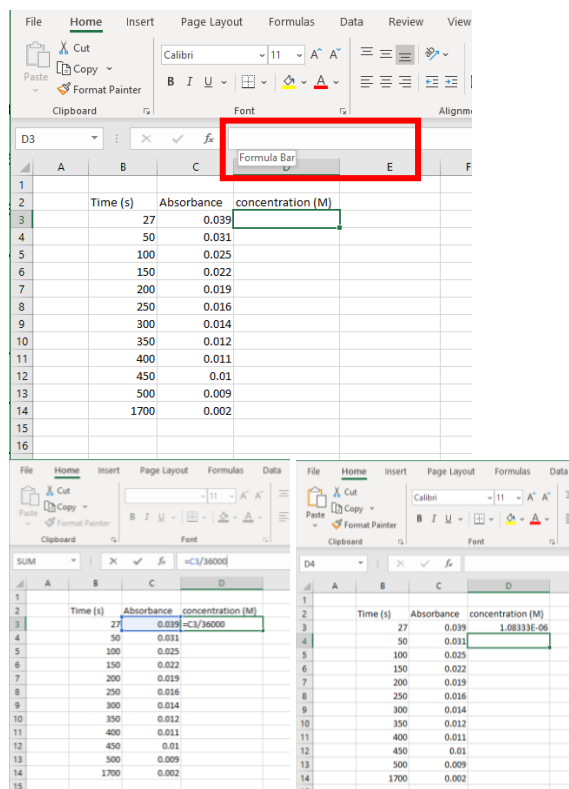 File Home Insert Page Layout Formulas Data Review View
Cut
Copy
Paste
Format Painter
Calibri 11 A^ A˅
B I U A
Clipboard Font Alignm
D3 fx
Formula Bar
A B C D E F
1
2 Time (s) Absorbance concentration (M)
3 27 0.039
4 50 0.031
5 100 0.025
6 150 0.022
7 200 0.019
8 250 0.016
9 300 0.014
10 350 0.012
11 400 0.011
12 450 0.01
13 500 0.009
14 1700 0.002
15
16
File Home Insert Page Layout Formulas Data
Cut
Copy
Paste
Format Painter
11 A^ A˅
B I U A
Clipboard Font
SUM fx =C3/36000
A B C D
1
2 Time (s) Absorbance concentration (M)
3 27 0.039 =C3/36000
4 50 0.031
5 100 0.025
6 150 0.022
7 200 0.019
8 250 0.016
9 300 0.014
10 350 0.012
11 400 0.011
12 450 0.01
13 500 0.009
14 1700 0.002
15
File Home Insert Page Layout Formulas Data
Cut
Copy
Paste
Format Painter
Calibri 11 A^ A˅
B I U A
Clipboard Font
D4 fx
A B C D
1
2 Time (s) Absorbance concentration (M)
3 27 0.039 1.08333E-06
4 50 0.031
5 100 0.025
6 150 0.022
7 200 0.019
8 250 0.016
9 300 0.014
10 350 0.012
11 400 0.011
12 450 0.01
13 500 0.009
14 1700 0.002